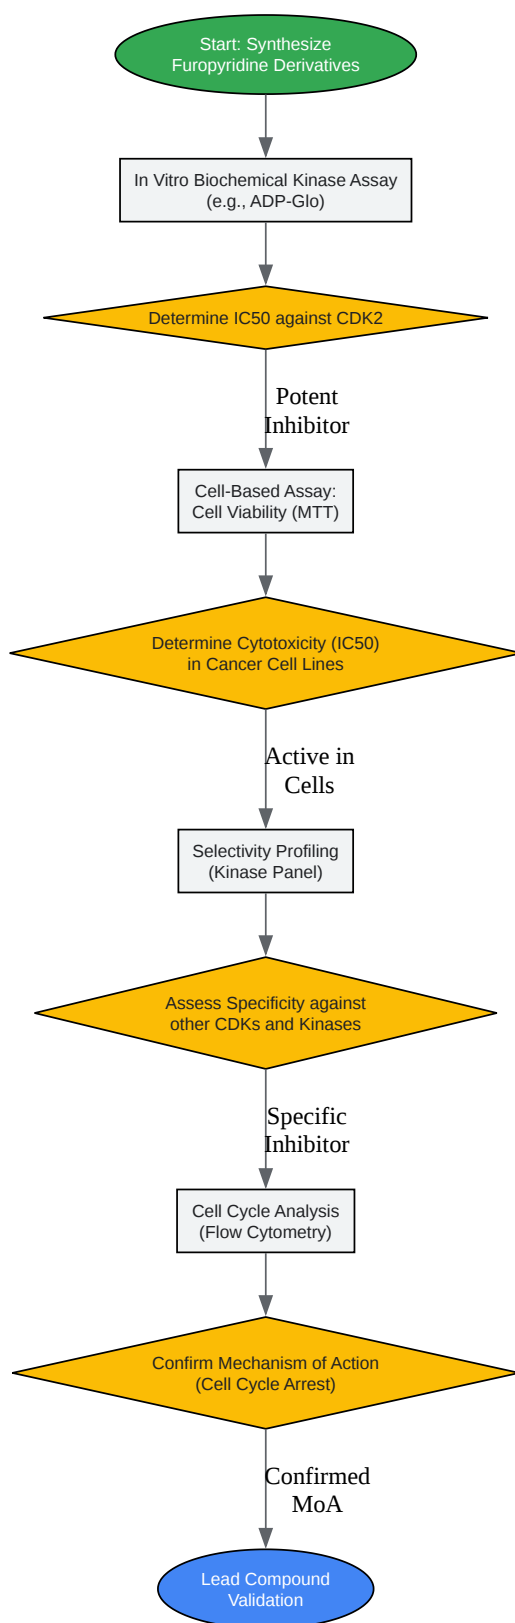 Start: Synthesize
Furopyridine Derivatives
In Vitro Biochemical Kinase Assay
(e.g., ADP-Glo)
Determine IC50 against CDK2
Potent
Inhibitor
Cell-Based Assay:
Cell Viability (MTT)
Determine Cytotoxicity (IC50)
in Cancer Cell Lines
Active in
Cells
Selectivity Profiling
(Kinase Panel)
Assess Specificity against
other CDKs and Kinases
Specific
Inhibitor
Cell Cycle Analysis
(Flow Cytometry)
Confirm Mechanism of Action
(Cell Cycle Arrest)
Confirmed
MoA
Lead Compound
Validation